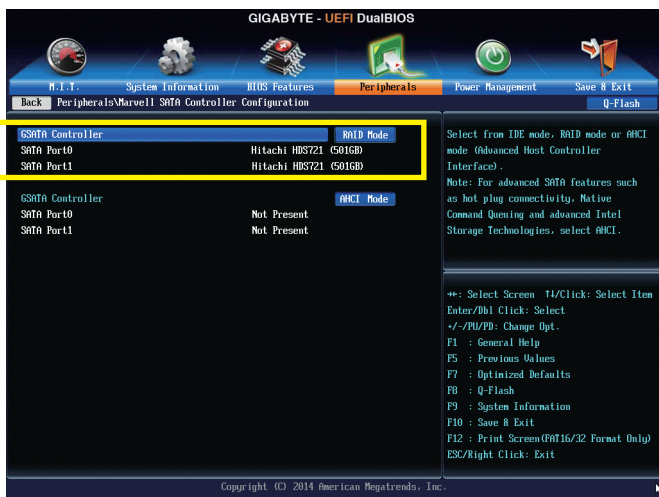 GIGABYTE - UEFI DualBIOS
M.I.T.
System Information
BIOS Features
Peripherals
Power Management
Save & Exit
Back Peripherals\Marvell SATA Controller Configuration
Q-Flash
GSATA Controller RAID Mode
SATA Port0 Hitachi HDS721 (501GB)
SATA Port1 Hitachi HDS721 (501GB)
GSATA Controller AHCI Mode
SATA Port0 Not Present
SATA Port1 Not Present
Select from IDE mode, RAID mode or AHCI
mode (Advanced Host Controller
Interface).
Note: For advanced SATA features such
as hot plug connectivity, Native
Command Queuing and advanced Intel
Storage Technologies, select AHCI.
↔: Select Screen ↑↓/Click: Select Item
Enter/Dbl Click: Select
+/-/PU/PD: Change Opt.
F1 : General Help
F5 : Previous Values
F7 : Optimized Defaults
F8 : Q-Flash
F9 : System Information
F10 : Save & Exit
F12 : Print Screen(FAT16/32 Format Only)
ESC/Right Click: Exit
Copyright (C) 2014 American Megatrends, Inc.